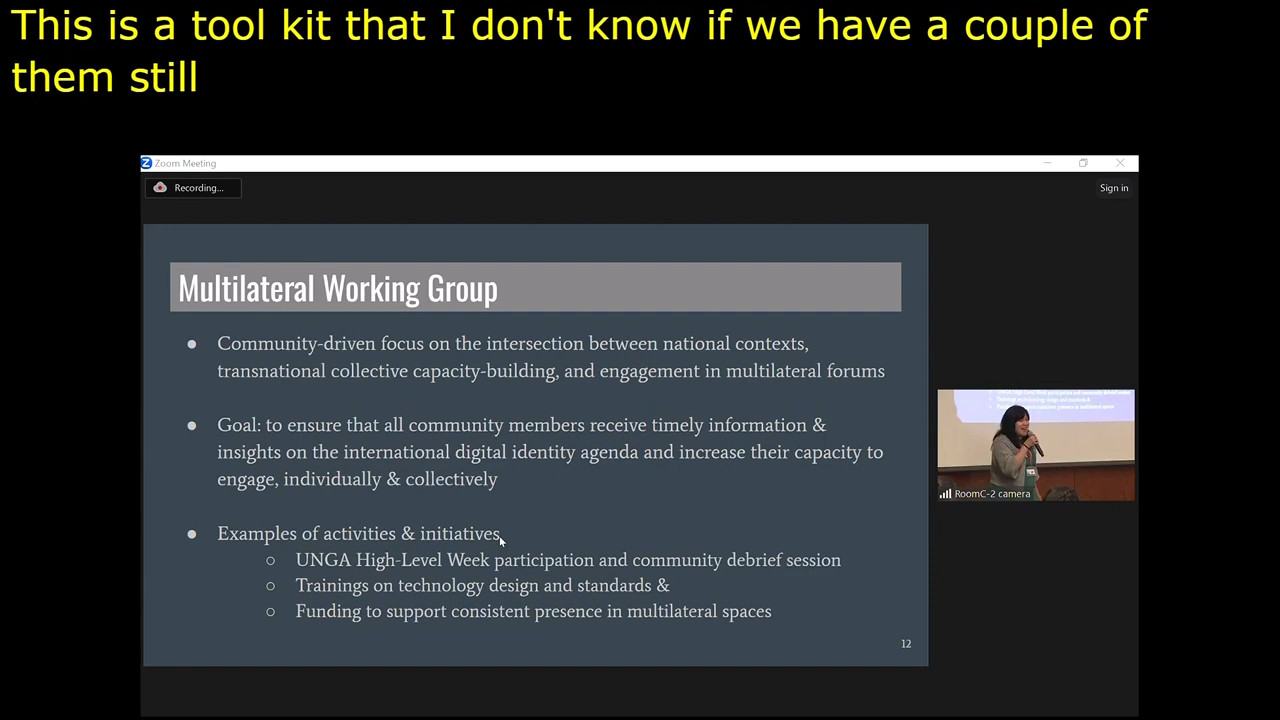 This is a tool kit that I don't know if we have a couple of
them still
Zoom Meeting
Recording...
Sign in
Multilateral Working Group
● Community-driven focus on the intersection between national contexts,
transnational collective capacity-building, and engagement in multilateral forums
● Goal: to ensure that all community members receive timely information &
insights on the international digital identity agenda and increase their capacity to
engage, individually & collectively
● Examples of activities & initiatives
○ UNGA High-Level Week participation and community debrief session
○ Trainings on technology design and standards &
○ Funding to support consistent presence in multilateral spaces
12
RoomC-2 camera